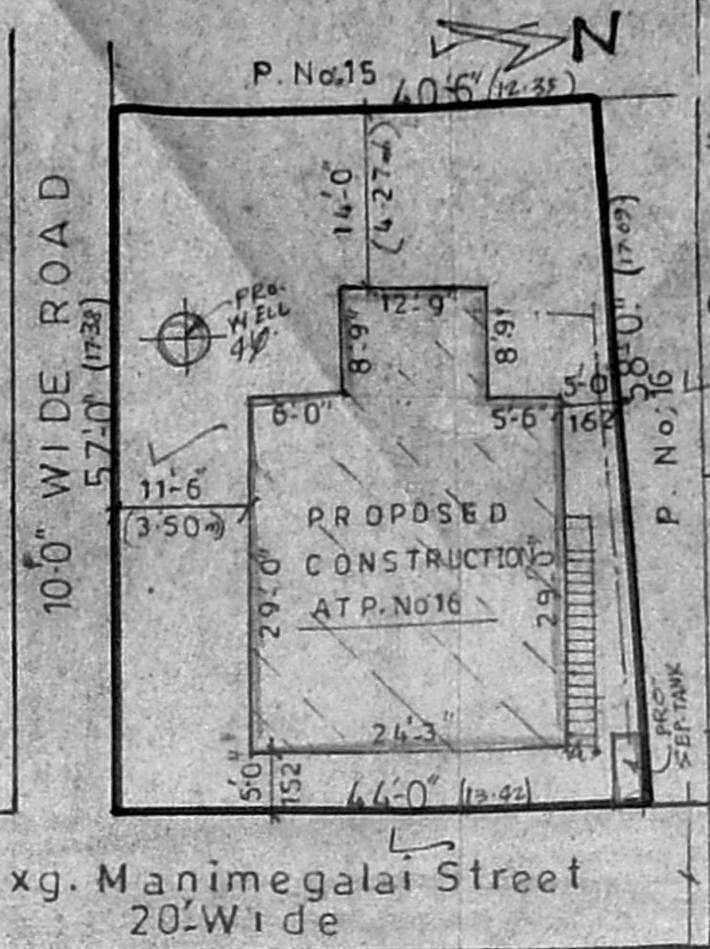 N
P. No.15
40'-6" (12.35)
14'-0"
(4.27m)
10'0" WIDE ROAD
57'-0" (17.38)
58'-0" (17.69)
P. No; 16
PRO.
WELL
12'-9"
8'-9"
8'9"
6'-0"
5'-6"
5'-0"
152
11'-6"
(3.50m)
PROPOSED
CONSTRUCTION
AT P. No 16
29'-0"
29'-0"
24'-3"
5'-0"
152
44'-0" (13.42)
PRO-
SEP.TANK
xg. Manimegalai Street
20'-Wide